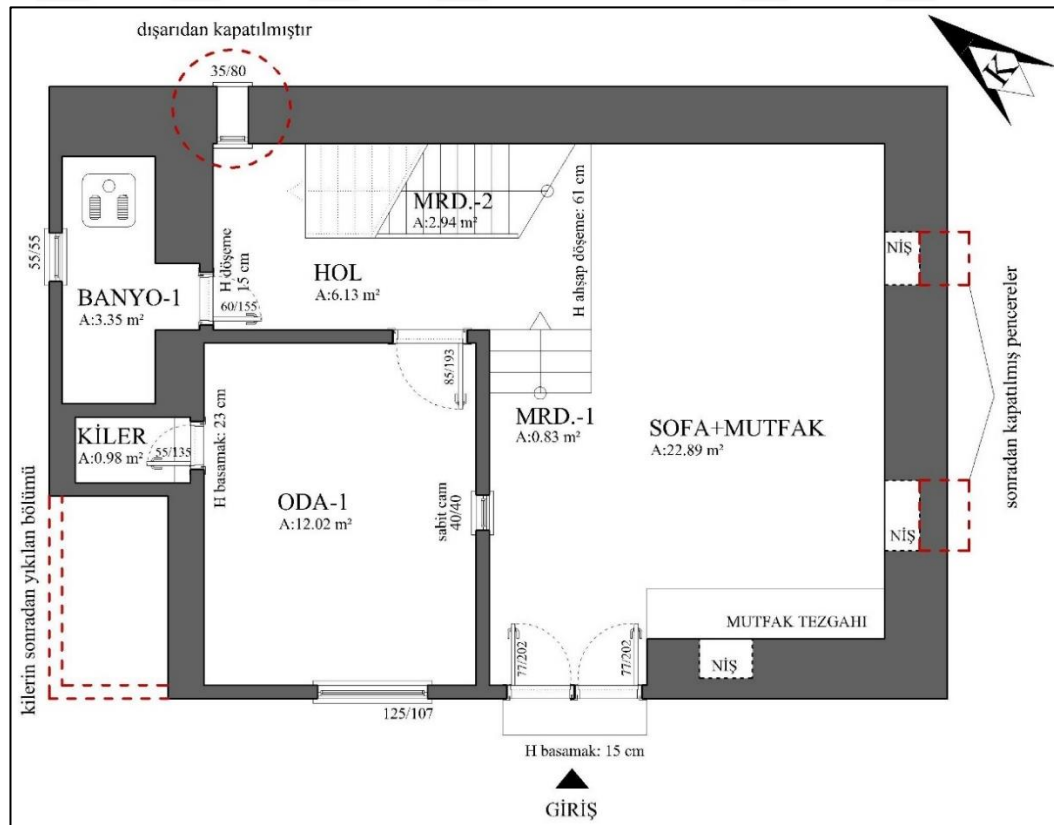 dışarıdan kapatılmıştır
35/80
K
MRD.-2
A:2.94 m²
H ahşap döşeme: 61 cm
NİŞ
55/55
H döşeme
15 cm
HOL
A:6.13 m²
BANYO-1
A:3.35 m²
60/155
85/193
MRD.-1
A:0.83 m²
SOFA+MUTFAK
A:22.89 m²
sonradan kapatılmış pencereler
KİLER
A:0.98 m²
55/135
H basamak: 23 cm
ODA-1
A:12.02 m²
sabit cam
40/40
NİŞ
kilerin sonradan yıkılan bölümü
MUTFAK TEZGAHI
77/202
77/202
NİŞ
125/107
H basamak: 15 cm
GİRİŞ